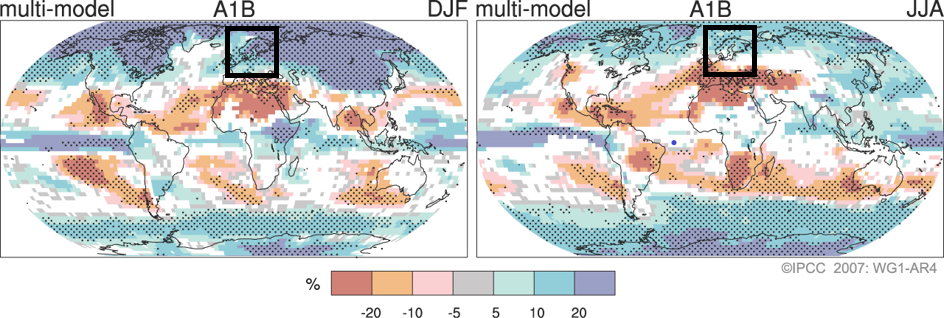 multi-model A1B DJF
multi-model A1B JJA
©IPCC 2007: WG1-AR4
%
-20 -10 -5 5 10 20